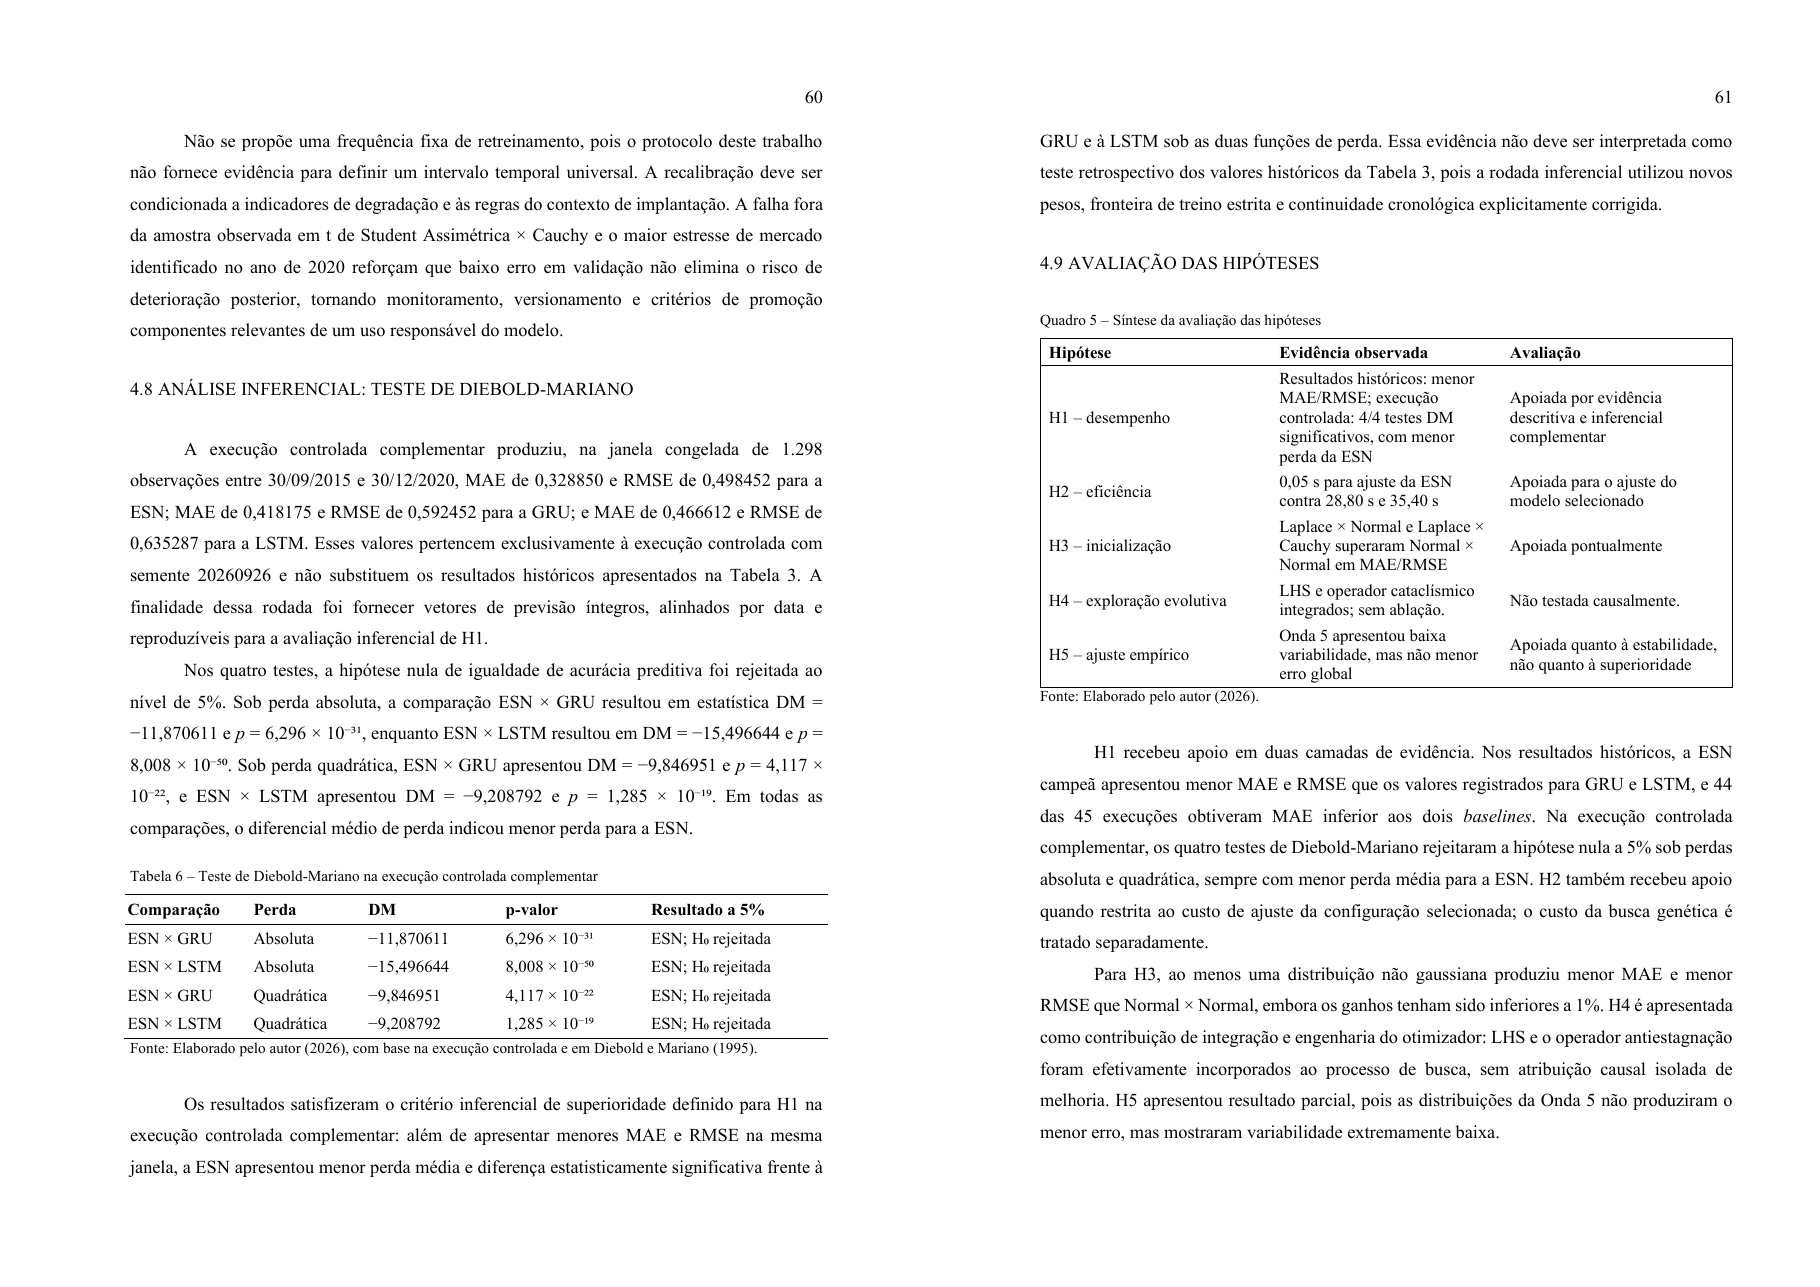 60
Não se propõe uma frequência fixa de retreinamento, pois o protocolo deste trabalho
não fornece evidência para definir um intervalo temporal universal. A recalibração deve ser
condicionada a indicadores de degradação e às regras do contexto de implantação. A falha fora
da amostra observada em t de Student Assimétrica × Cauchy e o maior estresse de mercado
identificado no ano de 2020 reforçam que baixo erro em validação não elimina o risco de
deterioração posterior, tornando monitoramento, versionamento e critérios de promoção
componentes relevantes de um uso responsável do modelo.
4.8 ANÁLISE INFERENCIAL: TESTE DE DIEBOLD-MARIANO
A execução controlada complementar produziu, na janela congelada de 1.298
observações entre 30/09/2015 e 30/12/2020, MAE de 0,328850 e RMSE de 0,498452 para a
ESN; MAE de 0,418175 e RMSE de 0,592452 para a GRU; e MAE de 0,466612 e RMSE de
0,635287 para a LSTM. Esses valores pertencem exclusivamente à execução controlada com
semente 20260926 e não substituem os resultados históricos apresentados na Tabela 3. A
finalidade dessa rodada foi fornecer vetores de previsão íntegros, alinhados por data e
reproduzíveis para a avaliação inferencial de H1.
Nos quatro testes, a hipótese nula de igualdade de acurácia preditiva foi rejeitada ao
nível de 5%. Sob perda absoluta, a comparação ESN × GRU resultou em estatística DM =
−11,870611 e p = 6,296 × 10⁻³¹, enquanto ESN × LSTM resultou em DM = −15,496644 e p =
8,008 × 10⁻⁵⁰. Sob perda quadrática, ESN × GRU apresentou DM = −9,846951 e p = 4,117 ×
10⁻²², e ESN × LSTM apresentou DM = −9,208792 e p = 1,285 × 10⁻¹⁹. Em todas as
comparações, o diferencial médio de perda indicou menor perda para a ESN.
Tabela 6 – Teste de Diebold-Mariano na execução controlada complementar
Comparação Perda DM p-valor Resultado a 5%
ESN × GRU Absoluta −11,870611 6,296 × 10⁻³¹ ESN; H₀ rejeitada
ESN × LSTM Absoluta −15,496644 8,008 × 10⁻⁵⁰ ESN; H₀ rejeitada
ESN × GRU Quadrática −9,846951 4,117 × 10⁻²² ESN; H₀ rejeitada
ESN × LSTM Quadrática −9,208792 1,285 × 10⁻¹⁹ ESN; H₀ rejeitada
Fonte: Elaborado pelo autor (2026), com base na execução controlada e em Diebold e Mariano (1995).
Os resultados satisfizeram o critério inferencial de superioridade definido para H1 na
execução controlada complementar: além de apresentar menores MAE e RMSE na mesma
janela, a ESN apresentou menor perda média e diferença estatisticamente significativa frente à
61
GRU e à LSTM sob as duas funções de perda. Essa evidência não deve ser interpretada como
teste retrospectivo dos valores históricos da Tabela 3, pois a rodada inferencial utilizou novos
pesos, fronteira de treino estrita e continuidade cronológica explicitamente corrigida.
4.9 AVALIAÇÃO DAS HIPÓTESES
Quadro 5 – Síntese da avaliação das hipóteses
Hipótese Evidência observada Avaliação
H1 – desempenho
Resultados históricos: menor
MAE/RMSE; execução
controlada: 4/4 testes DM
significativos, com menor
perda da ESN
Apoiada por evidência
descritiva e inferencial
complementar
H2 – eficiência
0,05 s para ajuste da ESN
contra 28,80 s e 35,40 s
Apoiada para o ajuste do
modelo selecionado
H3 – inicialização
Laplace × Normal e Laplace ×
Cauchy superaram Normal ×
Normal em MAE/RMSE
Apoiada pontualmente
H4 – exploração evolutiva
LHS e operador cataclísmico
integrados; sem ablação.
Não testada causalmente.
H5 – ajuste empírico
Onda 5 apresentou baixa
variabilidade, mas não menor
erro global
Apoiada quanto à estabilidade,
não quanto à superioridade
Fonte: Elaborado pelo autor (2026).
H1 recebeu apoio em duas camadas de evidência. Nos resultados históricos, a ESN
campeã apresentou menor MAE e RMSE que os valores registrados para GRU e LSTM, e 44
das 45 execuções obtiveram MAE inferior aos dois baselines. Na execução controlada
complementar, os quatro testes de Diebold-Mariano rejeitaram a hipótese nula a 5% sob perdas
absoluta e quadrática, sempre com menor perda média para a ESN. H2 também recebeu apoio
quando restrita ao custo de ajuste da configuração selecionada; o custo da busca genética é
tratado separadamente.
Para H3, ao menos uma distribuição não gaussiana produziu menor MAE e menor
RMSE que Normal × Normal, embora os ganhos tenham sido inferiores a 1%. H4 é apresentada
como contribuição de integração e engenharia do otimizador: LHS e o operador antiestagnação
foram efetivamente incorporados ao processo de busca, sem atribuição causal isolada de
melhoria. H5 apresentou resultado parcial, pois as distribuições da Onda 5 não produziram o
menor erro, mas mostraram variabilidade extremamente baixa.